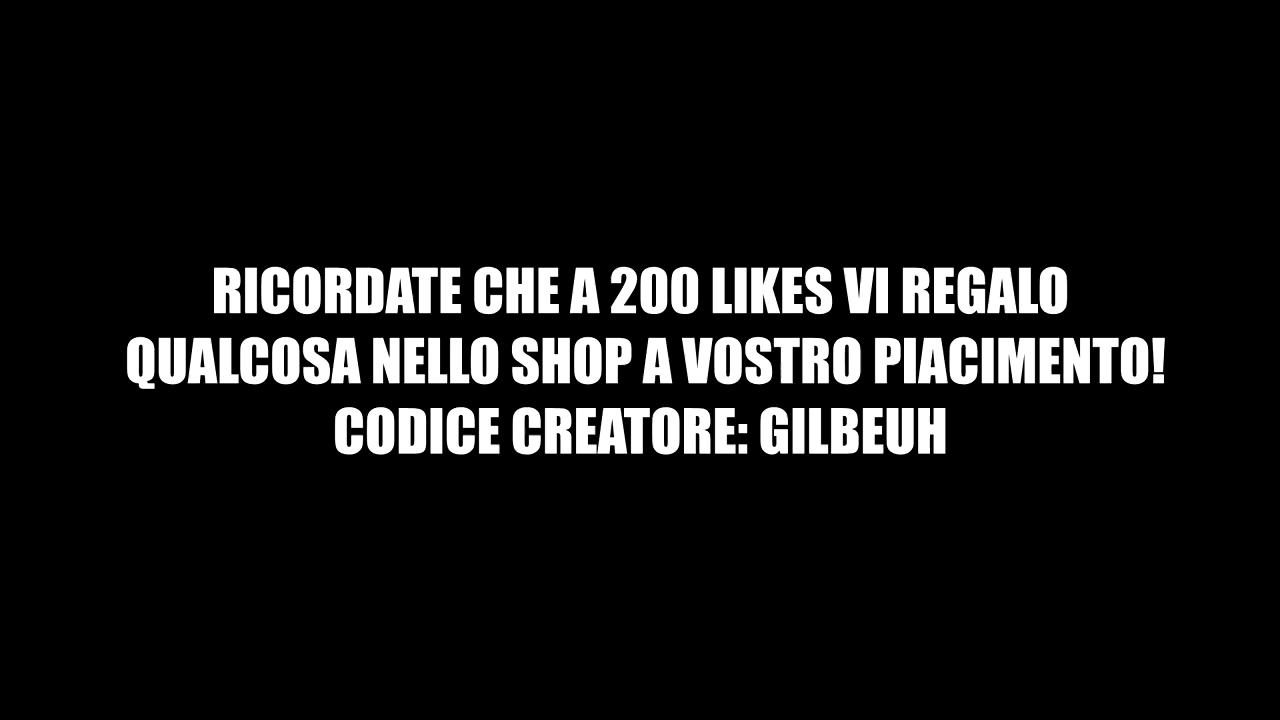 RICORDATE CHE A 200 LIKES VI REGALO
QUALCOSA NELLO SHOP A VOSTRO PIACIMENTO!
CODICE CREATORE: GILBEUH